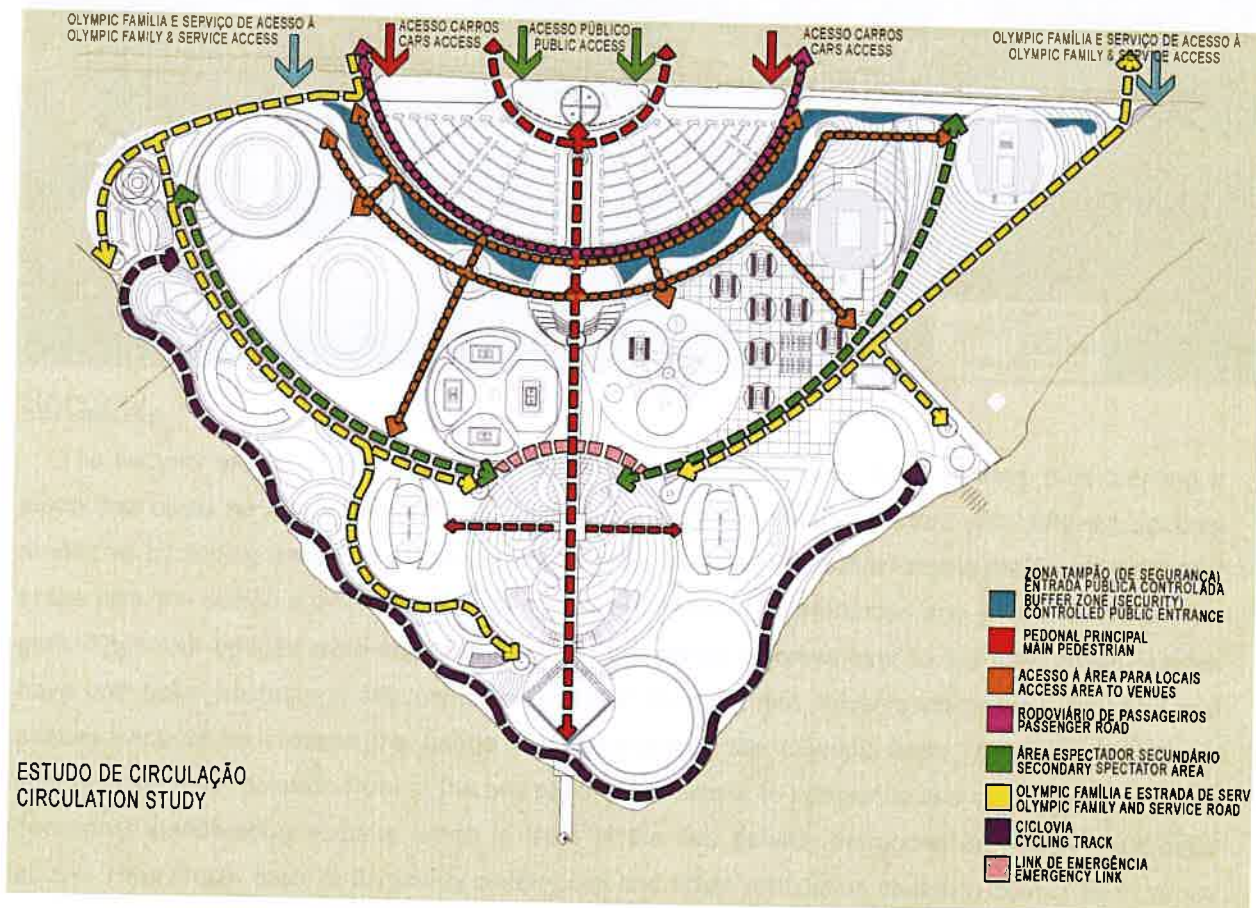 OLYMPIC FAMÍLIA E SERVIÇO DE ACESSO À
OLYMPIC FAMILY & SERVICE ACCESS
ACESSO CARROS
CARS ACCESS
ACESSO PÚBLICO
PUBLIC ACCESS
ACESSO CARROS
CARS ACCESS
OLYMPIC FAMÍLIA E SERVIÇO DE ACESSO À
OLYMPIC FAMILY & SERVICE ACCESS
ZONA TAMPÃO (DE SEGURANÇA)
ENTRADA PÚBLICA CONTROLADA
BUFFER ZONE (SECURITY)
CONTROLLED PUBLIC ENTRANCE
PEDONAL PRINCIPAL
MAIN PEDESTRIAN
ACESSO À ÁREA PARA LOCAIS
ACCESS AREA TO VENUES
RODOVIÁRIO DE PASSAGEIROS
PASSENGER ROAD
ÁREA ESPECTADOR SECUNDÁRIO
SECONDARY SPECTATOR AREA
OLYMPIC FAMÍLIA E ESTRADA DE SERV
OLYMPIC FAMILY AND SERVICE ROAD
CICLOVIA
CYCLING TRACK
LINK DE EMERGÊNCIA
EMERGENCY LINK
ESTUDO DE CIRCULAÇÃO
CIRCULATION STUDY